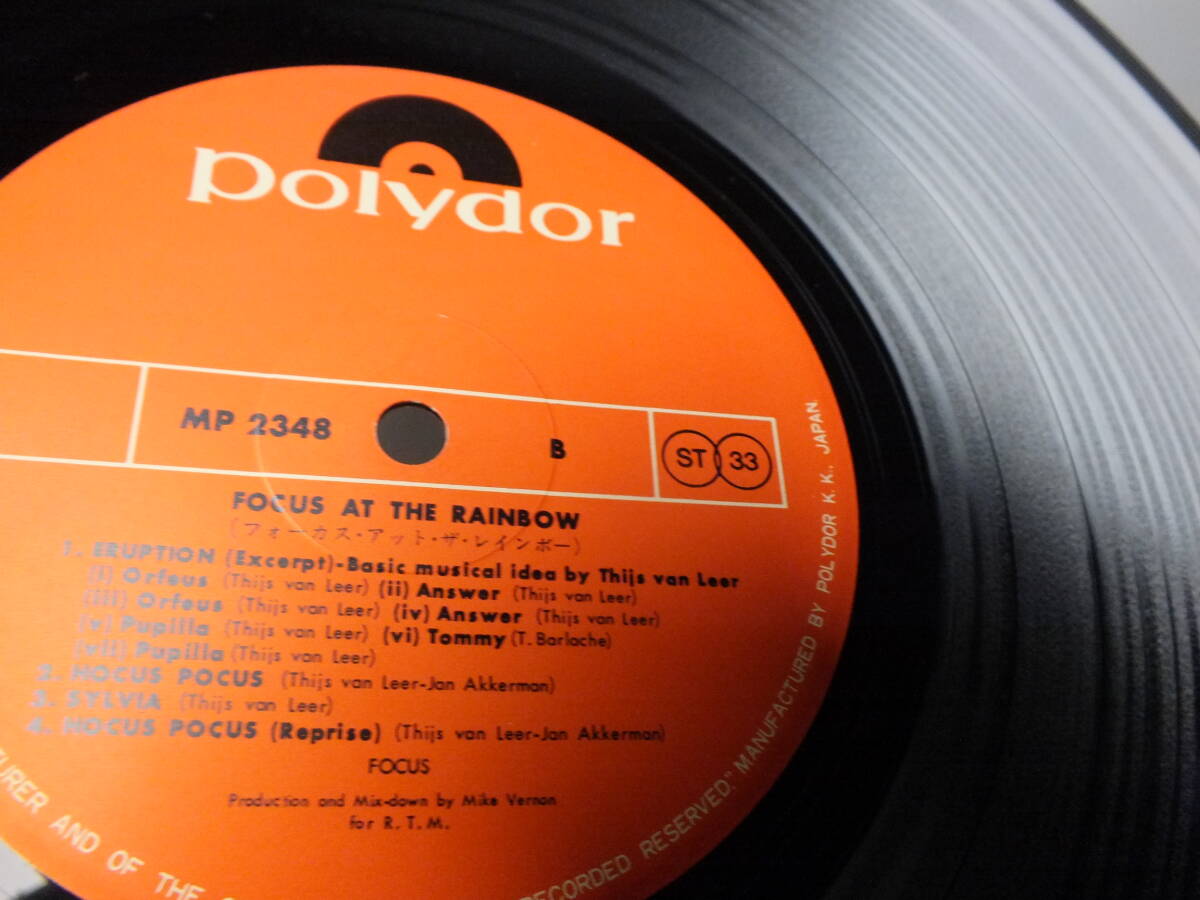 polydor
MP 2348
B
ST 33
FOCUS AT THE RAINBOW
(フォーカス・アット・ザ・レインボー)
1. ERUPTION (Excerpt)-Basic musical idea by Thijs van Leer
(i) Orfeus (Thijs van Leer) (ii) Answer (Thijs van Leer)
(iii) Orfeus (Thijs van Leer) (iv) Answer (Thijs van Leer)
(v) Pupilla (Thijs van Leer) (vi) Tommy (T. Barlache)
(vii) Pupilla (Thijs van Leer)
2. HOCUS POCUS (Thijs van Leer-Jan Akkerman)
3. SYLVIA (Thijs van Leer)
4. HOCUS POCUS (Reprise) (Thijs van Leer-Jan Akkerman)
FOCUS
Production and Mix-down by Mike Vernon
for R. T. M.
TURER AND OF THE
RECORDED RESERVED." MANUFACTURED BY POLYDOR K. K., JAPAN.